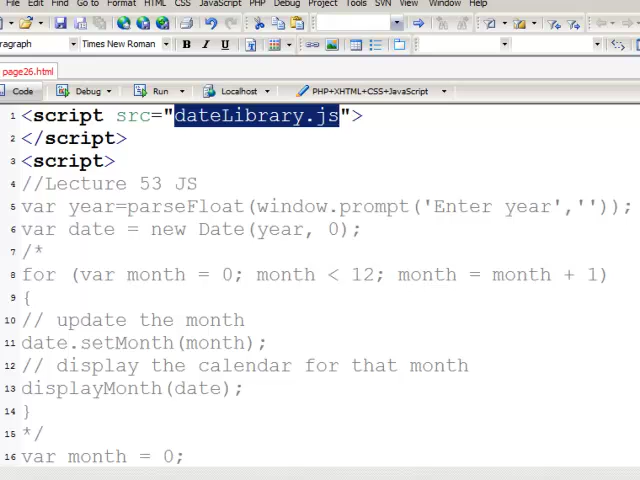 File Edit Find Go to Format HTML CSS JavaScript PHP Debug Project Tools SVN View Window Help
aragraph Times New Roman B I U
page26.html
Code Debug Run Localhost PHP+XHTML+CSS+JavaScript
1 <script src="dateLibrary.js">
2 </script>
3 <script>
4 //Lecture 53 JS
5 var year=parseFloat(window.prompt('Enter year',''));
6 var date = new Date(year, 0);
7 /*
8 for (var month = 0; month < 12; month = month + 1)
9 {
10 // update the month
11 date.setMonth(month);
12 // display the calendar for that month
13 displayMonth(date);
14 }
15 */
16 var month = 0;